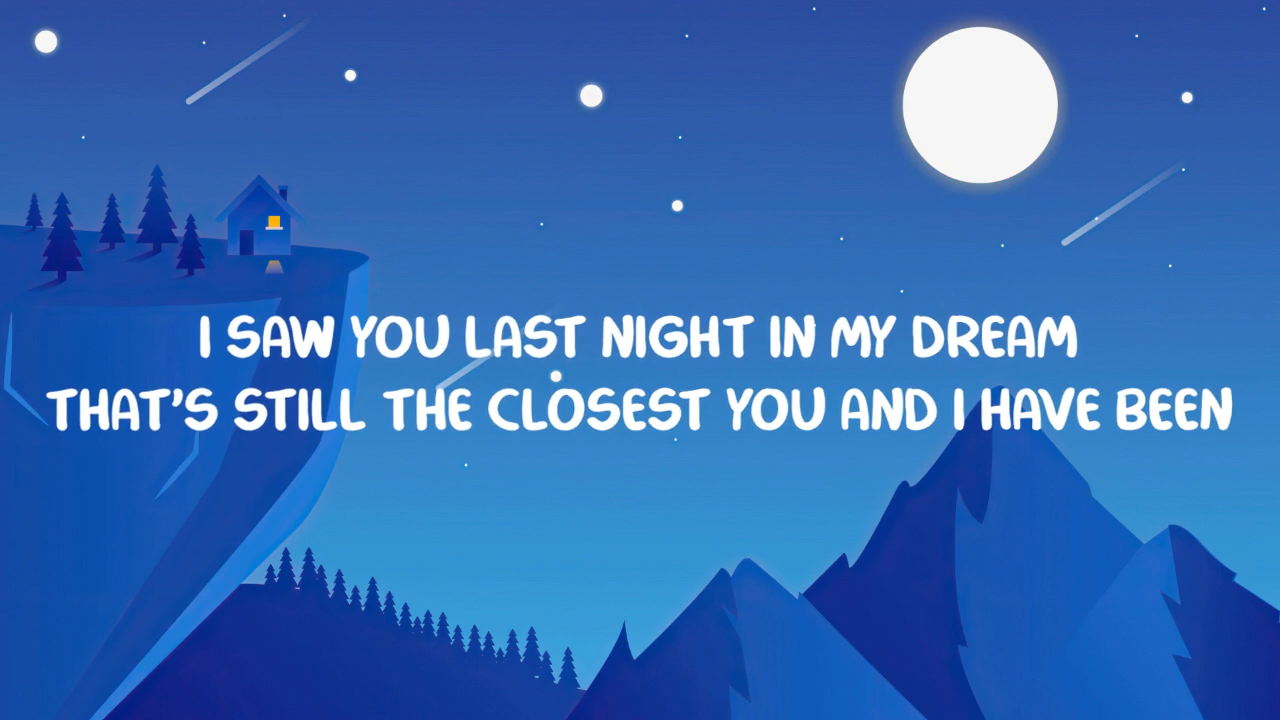 I SAW YOU LAST NIGHT IN MY DREAM
THAT'S STILL THE CLOSEST YOU AND I HAVE BEEN